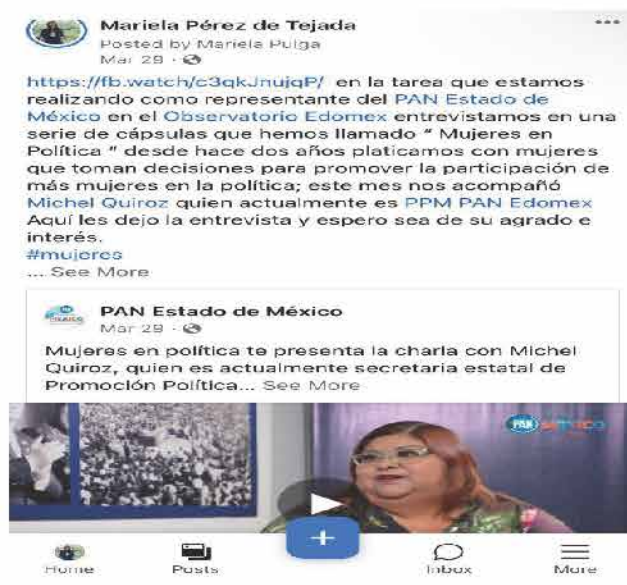 Mariela Pérez de Tejada
Posted by Mariela Pulga
Mar 29
https://fb.watch/c3qkJnujqP/ en la tarea que estamos
realizando como representante del PAN Estado de
México en el Observatorio Edomex entrevistamos en una
serie de cápsulas que hemos llamado “ Mujeres en
Política ” desde hace dos años platicamos con mujeres
que toman decisiones para promover la participación de
más mujeres en la política; este mes nos acompañó
Michel Quiroz quien actualmente es PPM PAN Edomex
Aquí les dejo la entrevista y espero sea de su agrado e
interés.
#mujeres
... See More
PAN Estado de México
Mar 29
Mujeres en política te presenta la charla con Michel
Quiroz, quien es actualmente secretaria estatal de
Promoción Política... See More
PAN
Home Posts Inbox More